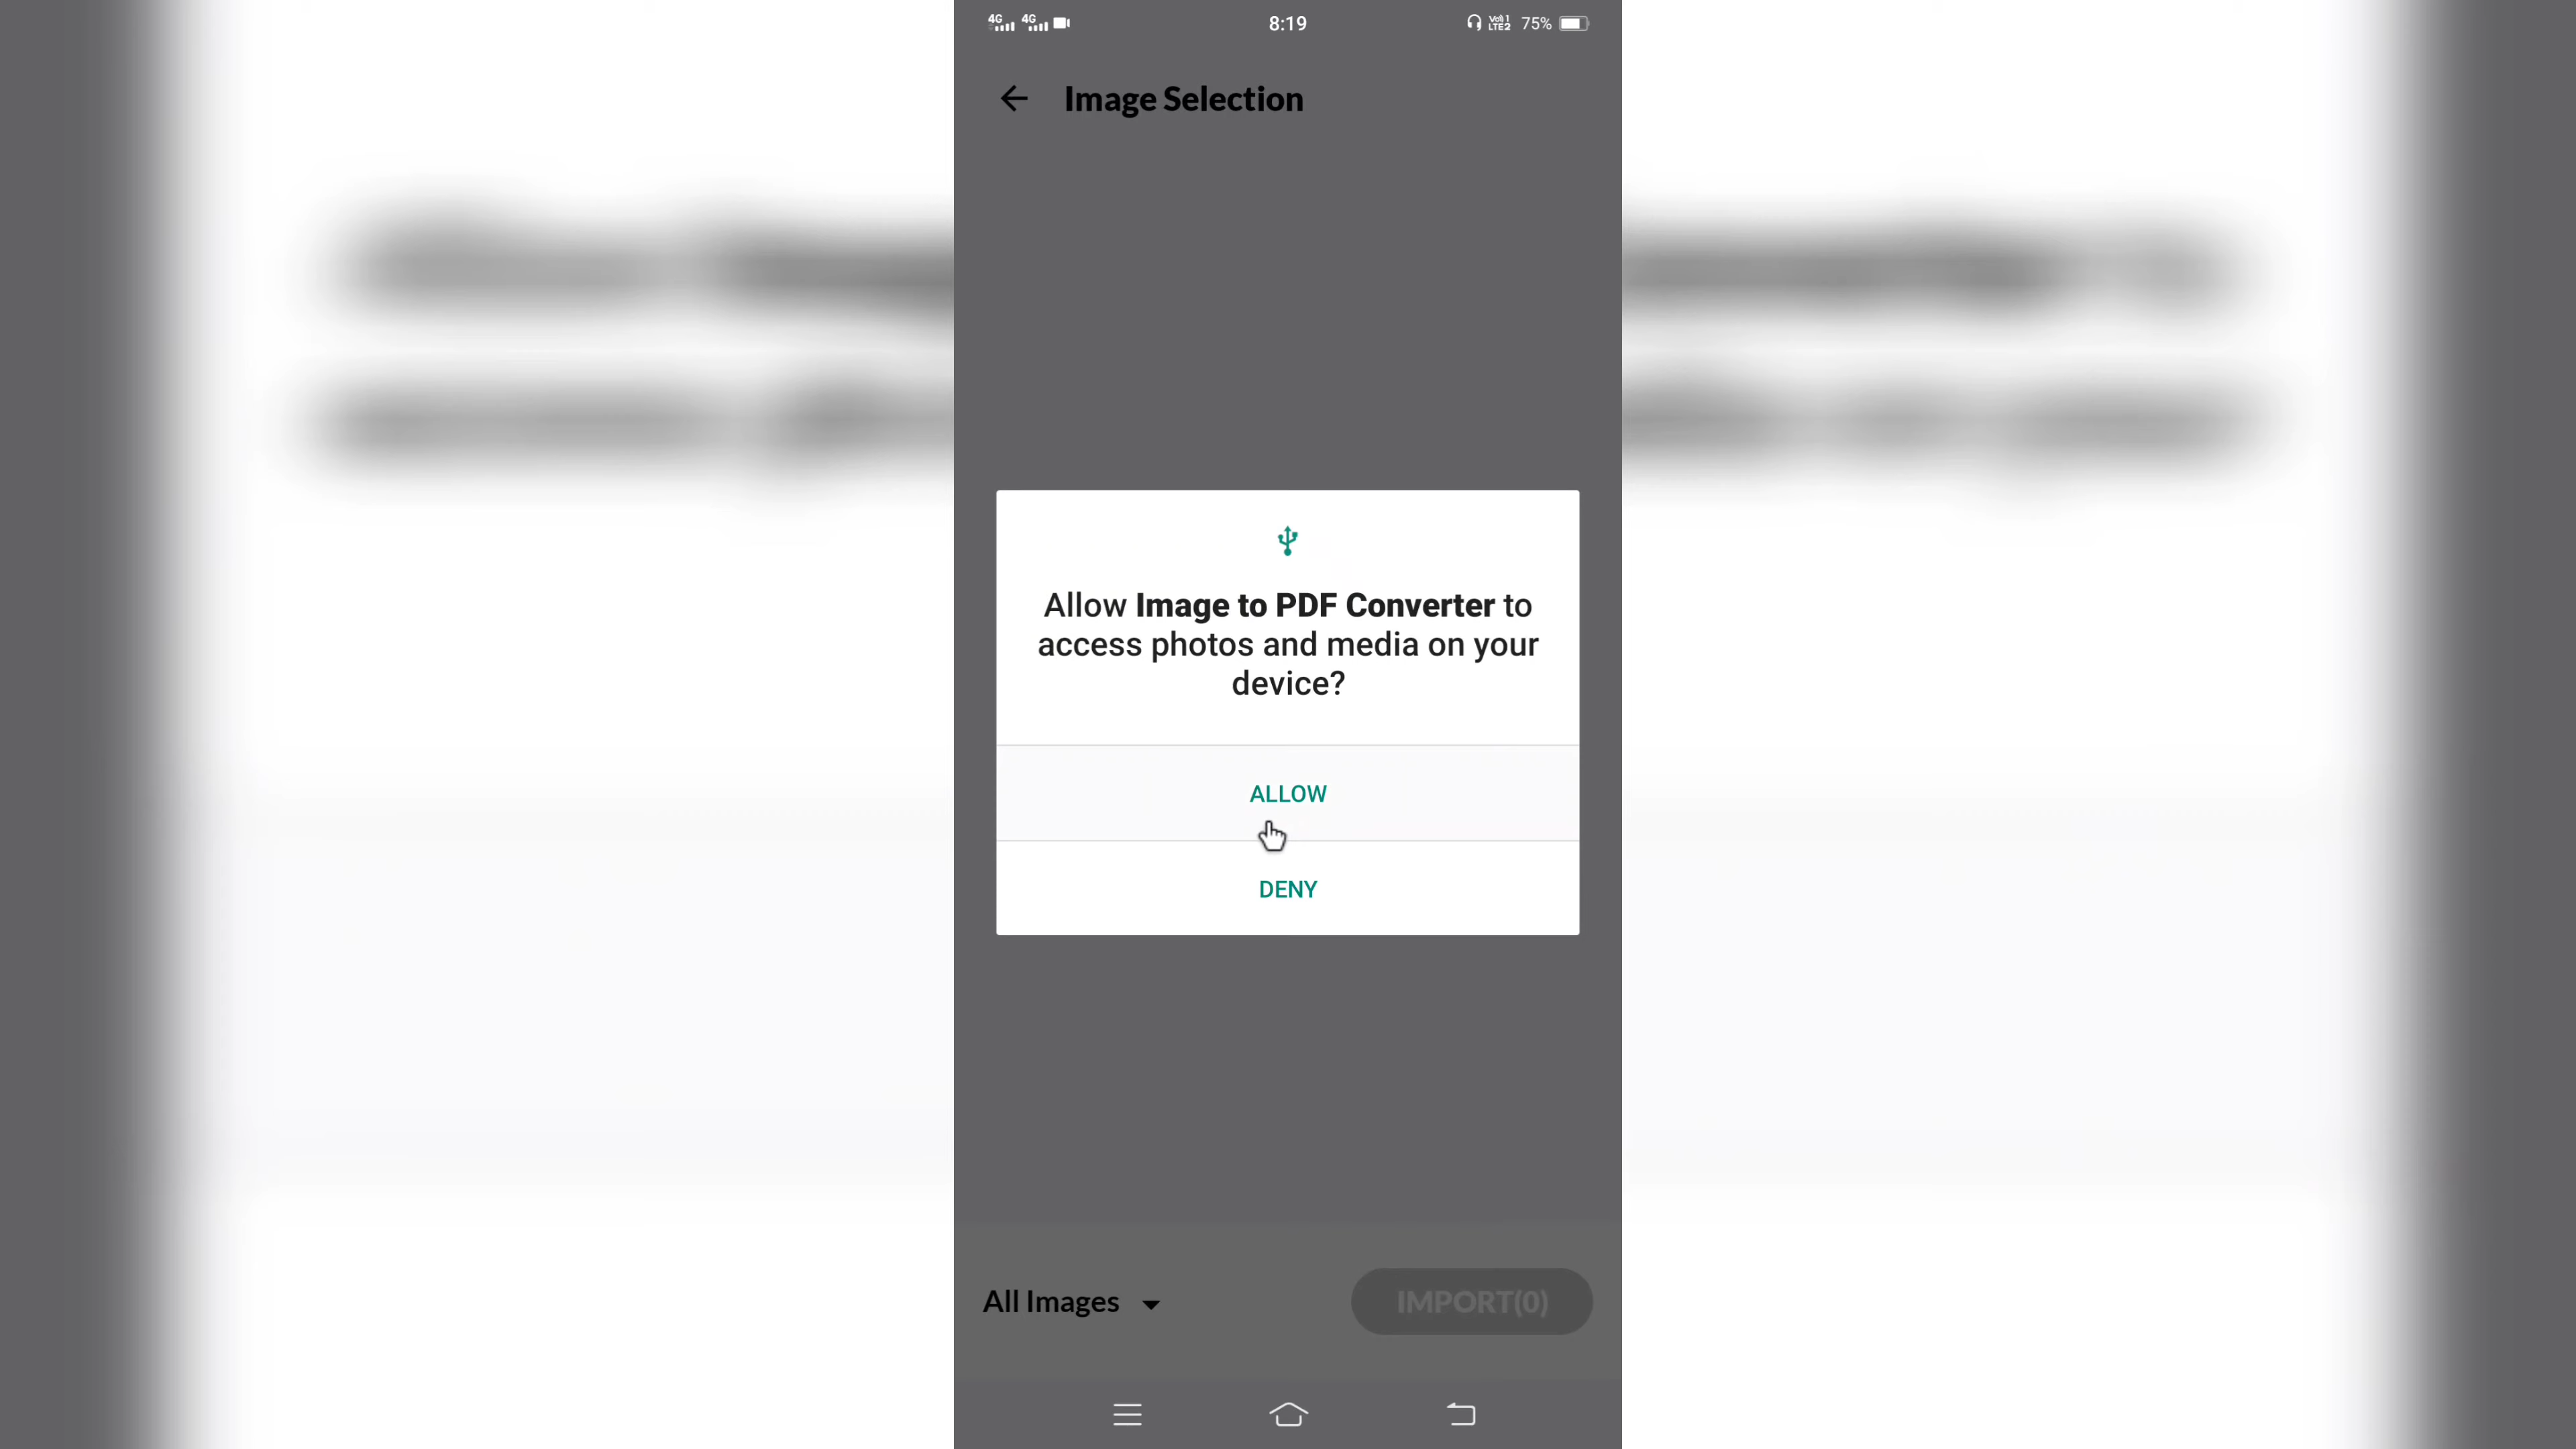 4G 4G 8:19 75%
Image Selection
Allow Image to PDF Converter to
access photos and media on your
device?
ALLOW
DENY
All Images IMPORT(0)